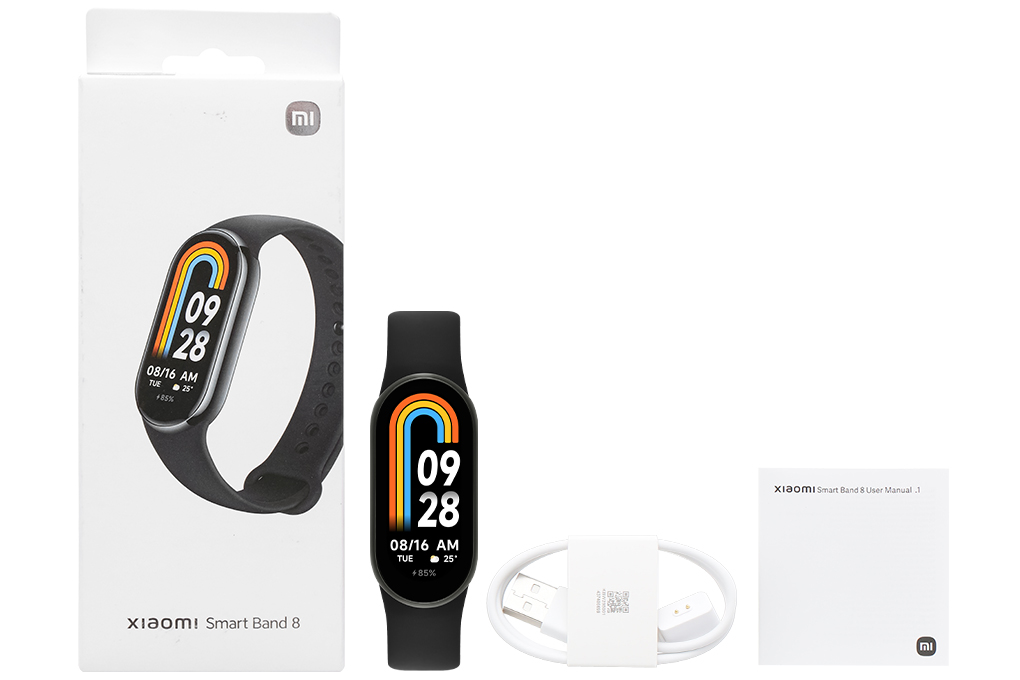 mi
09
28
08/16 AM
TUE 25°
85%
xiaomi Smart Band 8
09
28
08/16 AM
TUE 25°
85%
xiaomi Smart Band 8 User Manual .1
mi